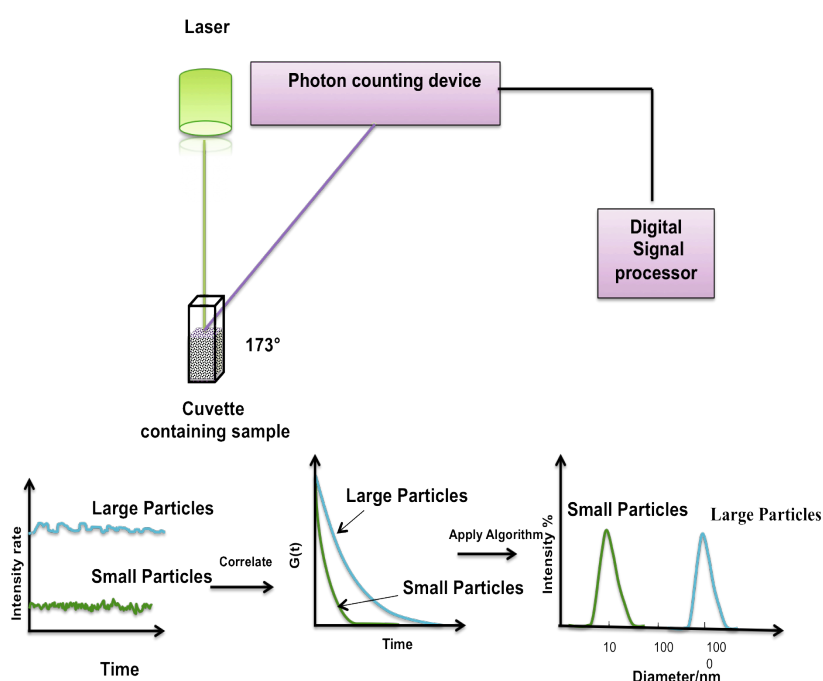 Laser
Photon counting device
Digital
Signal
processor
173°
Cuvette
containing sample
Intensity rate
Large Particles
Small Particles
Time
Correlate
G(t)
Large Particles
Small Particles
Time
Apply Algorithm
Intensity %
Small Particles
Large Particles
10
100
100
0
Diameter/nm